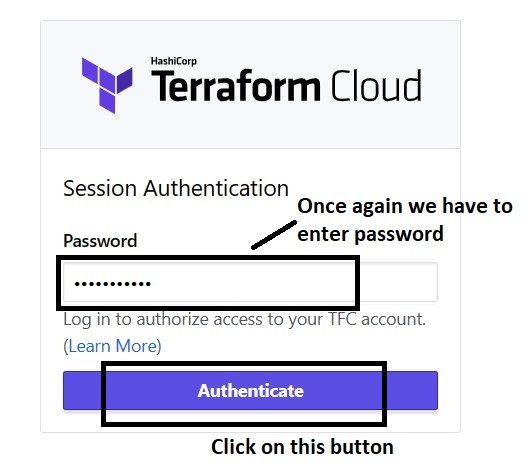 HashiCorp
Terraform Cloud
Session Authentication
Once again we have to
enter password
Password
•••••••••••
Log in to authorize access to your TFC account.
(Learn More)
Authenticate
Click on this button